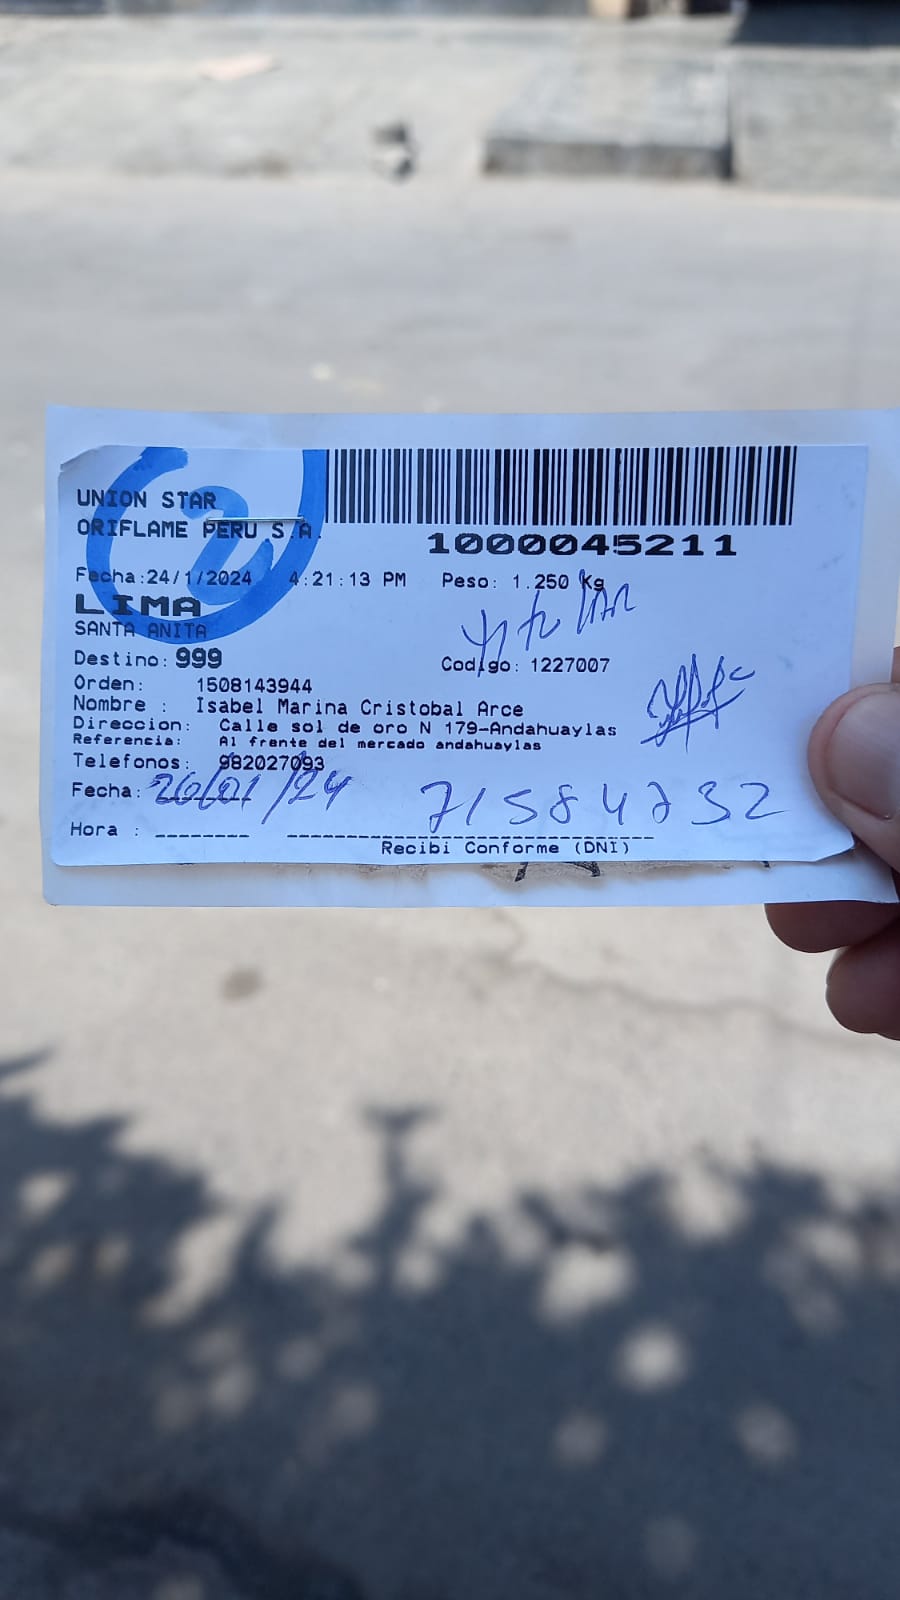 UNION STAR
ORIFLAME PERU S.A.
2
1000045211
Fecha:24/1/2024 4:21:13 PM Peso: 1.250 Kg
LIMA
SANTA ANITA
Titular
Destino: 999 Codigo: 1227007
Orden: 1508143944
Nombre : Isabel Marina Cristobal Arce
Direccion: Calle sol de oro N 179-Andahuaylas
Referencia: Al frente del mercado andahuaylas
Telefonos: 982027093
Fecha: 26/01/24 71584732
Hora :
Recibi Conforme (DNI)